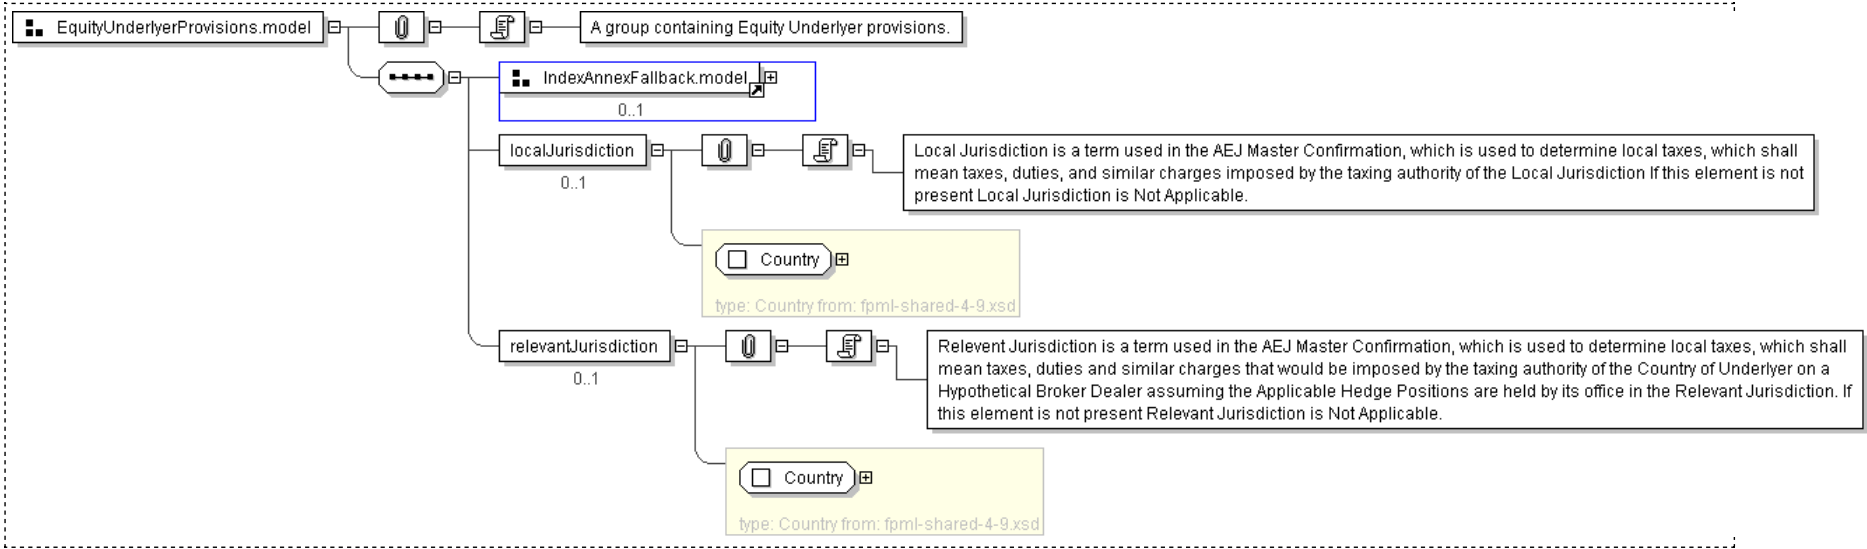 EquityUnderlyerProvisions.model
A group containing Equity Underlyer provisions.
IndexAnnexFallback.model
0..1
localJurisdiction
0..1
Local Jurisdiction is a term used in the AEJ Master Confirmation, which is used to determine local taxes, which shall
mean taxes, duties, and similar charges imposed by the taxing authority of the Local Jurisdiction If this element is not
present Local Jurisdiction is Not Applicable.
Country
type: Country from: fpml-shared-4-9.xsd
relevantJurisdiction
0..1
Relevent Jurisdiction is a term used in the AEJ Master Confirmation, which is used to determine local taxes, which shall
mean taxes, duties and similar charges that would be imposed by the taxing authority of the Country of Underlyer on a
Hypothetical Broker Dealer assuming the Applicable Hedge Positions are held by its office in the Relevant Jurisdiction. If
this element is not present Relevant Jurisdiction is Not Applicable.
Country
type: Country from: fpml-shared-4-9.xsd